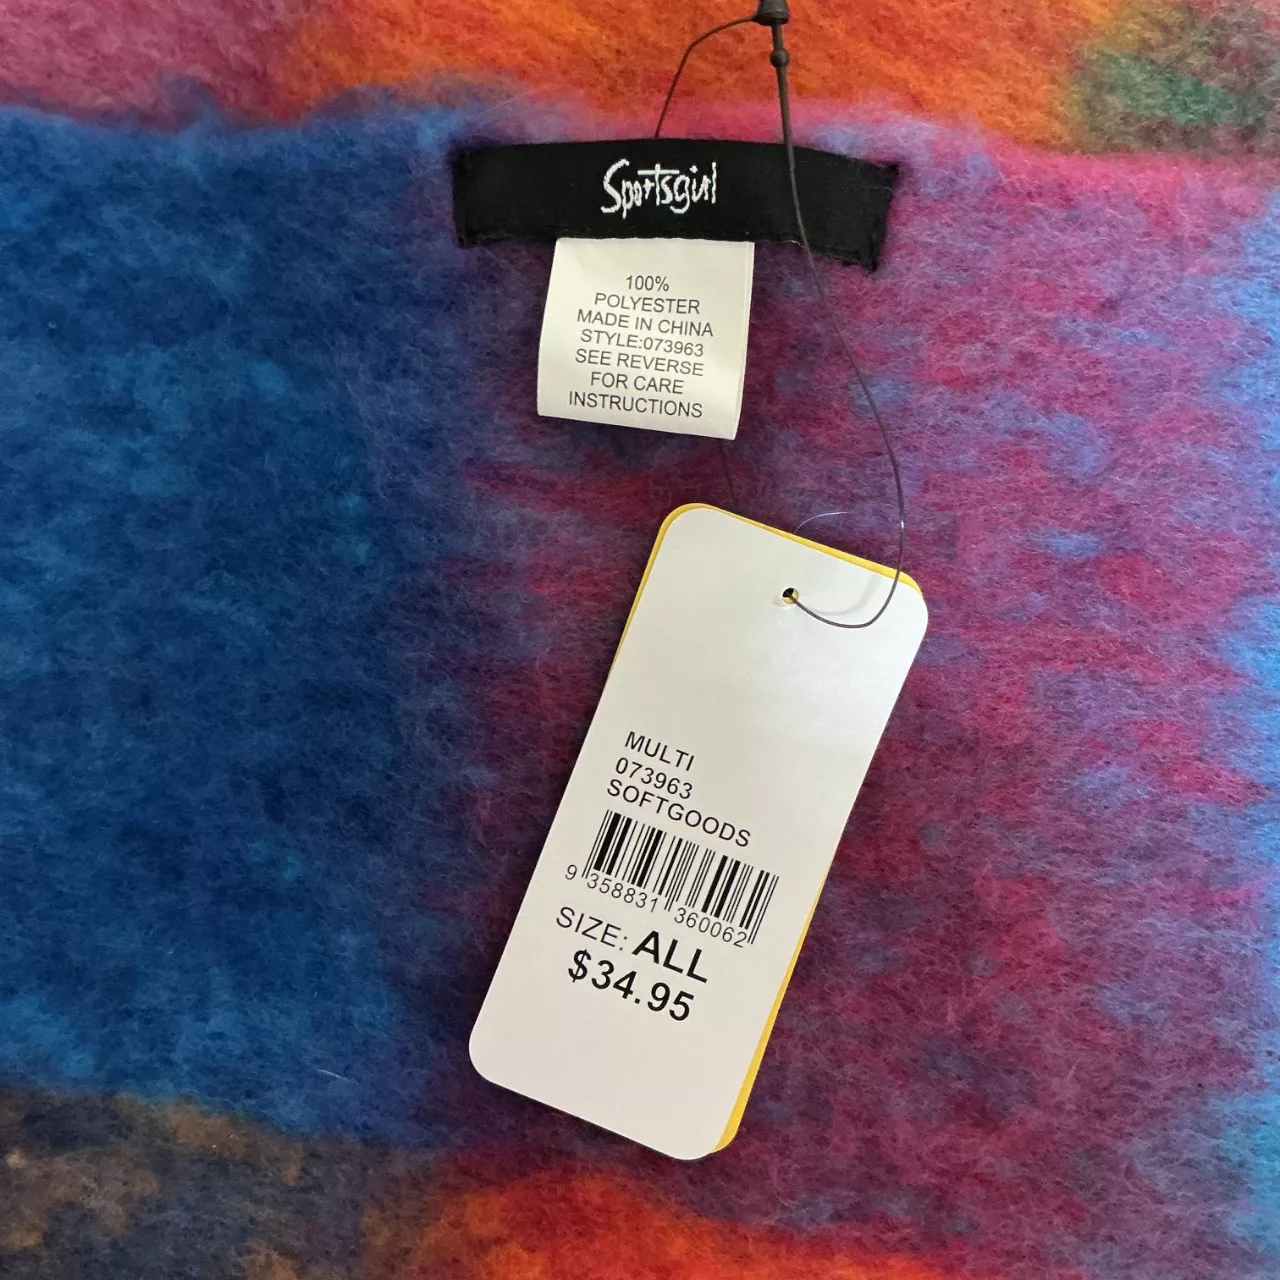 Sportsgirl
100%
POLYESTER
MADE IN CHINA
STYLE:073963
SEE REVERSE
FOR CARE
INSTRUCTIONS
MULTI
073963
SOFTGOODS
9 358831 360062
SIZE: ALL
$34.95